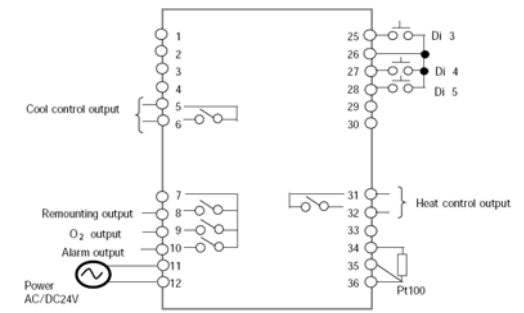 1
2
3
4
Cool control output
5
6
7
Remounting output
8
O2 output
9
Alarm output
10
11
12
Power
AC/DC24V
25
Di 3
26
27
Di 4
28
Di 5
29
30
31
Heat control output
32
33
34
35
36
Pt100